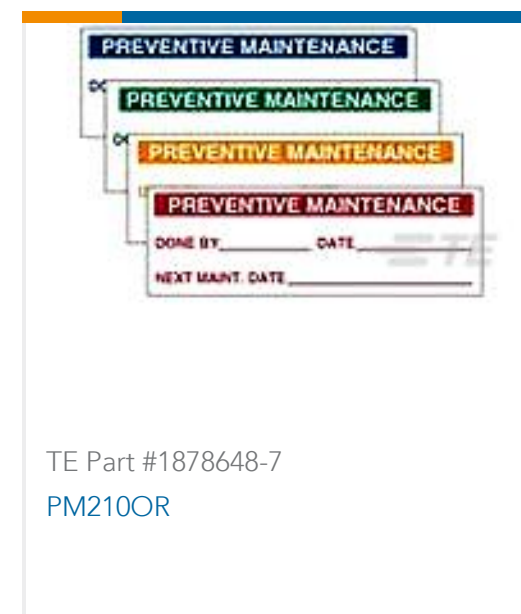 PREVENTIVE MAINTENANCE
PREVENTIVE MAINTENANCE
PREVENTIVE MAINTENANCE
PREVENTIVE MAINTENANCE
DONE BY DATE
NEXT MAINT. DATE
TE
TE Part #1878648-7
PM210OR